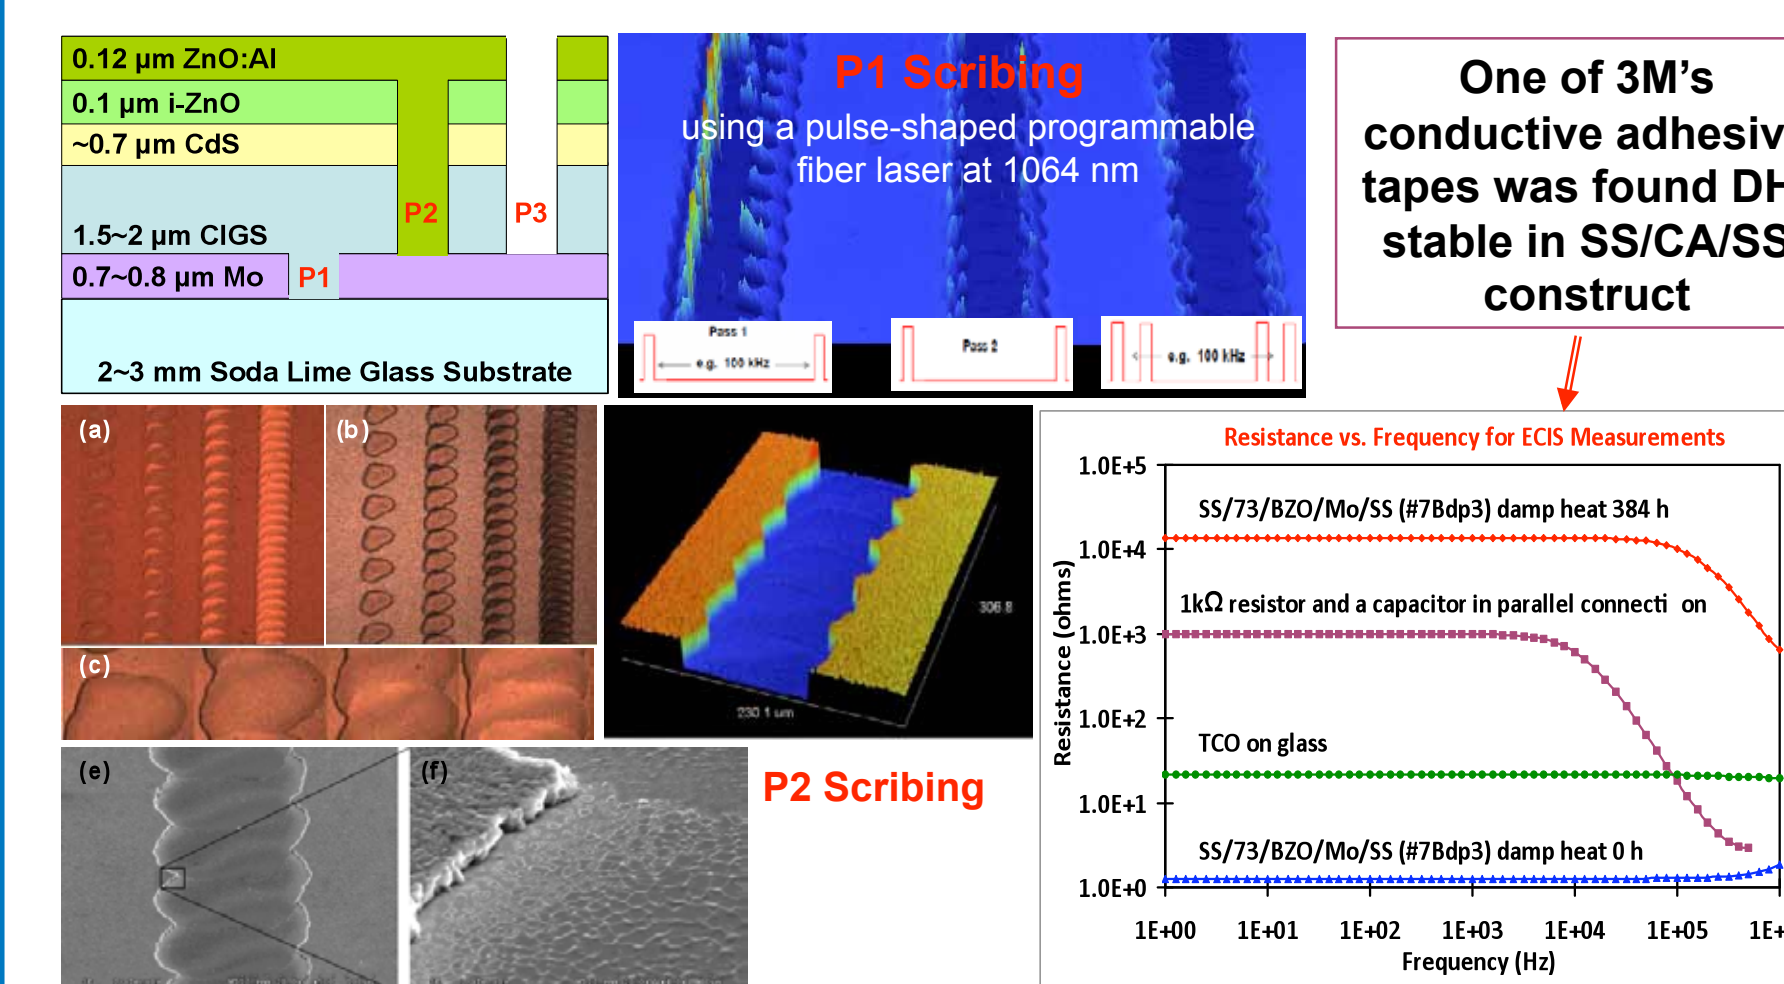 0.12 µm ZnO:Al
0.1 µm i-ZnO
~0.7 µm CdS
P2
P3
1.5~2 µm CIGS
0.7~0.8 µm Mo
P1
2~3 mm Soda Lime Glass Substrate
P1 Scribing
using a pulse-shaped programmable
fiber laser at 1064 nm
Pass 1
e.g. 100 kHz
Pass 2
e.g. 100 kHz
One of 3M’s
conductive adhesiv
tapes was found DH
stable in SS/CA/SS
construct
(a)
(b)
(c)
306.8
230.1 um
(e)
(f)
P2 Scribing
Resistance vs. Frequency for ECIS Measurements
1.0E+5
SS/73/BZO/Mo/SS (#7Bdp3) damp heat 384 h
1.0E+4
1kΩ resistor and a capacitor in parallel connecti on
1.0E+3
Resistance (ohms)
1.0E+2
TCO on glass
1.0E+1
SS/73/BZO/Mo/SS (#7Bdp3) damp heat 0 h
1.0E+0
1E+00 1E+01 1E+02 1E+03 1E+04 1E+05 1E+
Frequency (Hz)